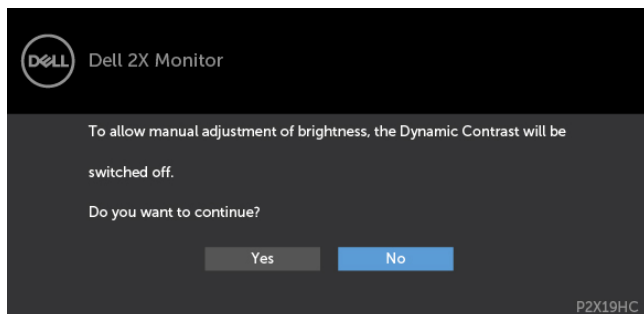 DELL
Dell 2X Monitor
To allow manual adjustment of brightness, the Dynamic Contrast will be
switched off.
Do you want to continue?
Yes No
P2X19HC